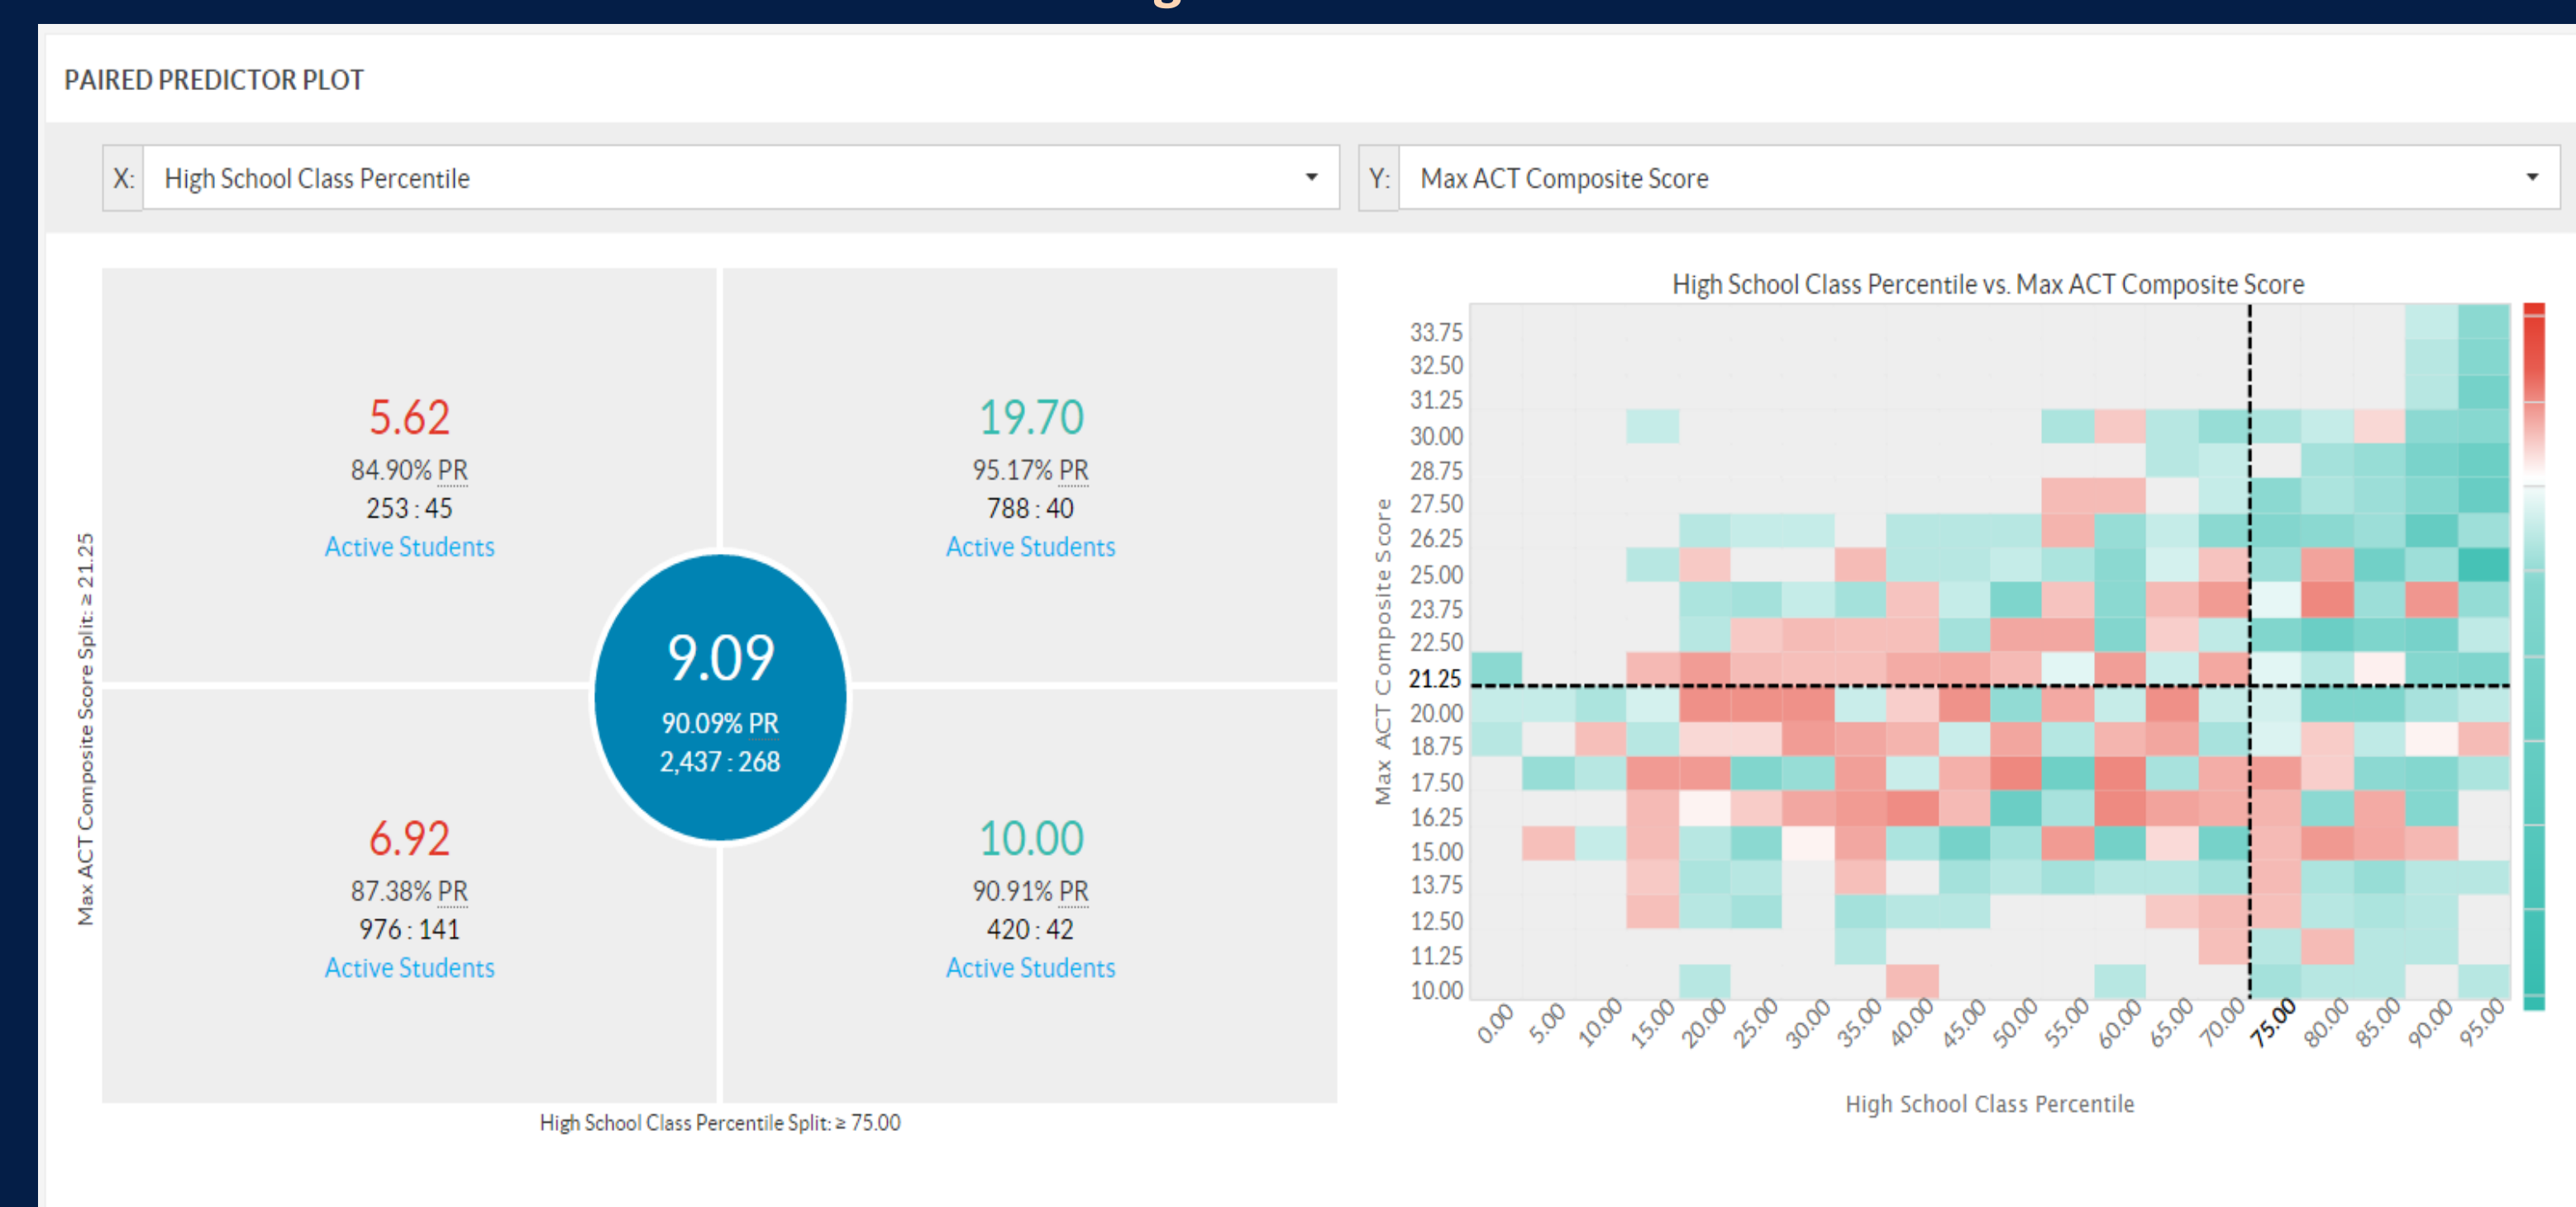 PAIRED PREDICTOR PLOT
X: High School Class Percentile
Y: Max ACT Composite Score
Max ACT Composite Score Split: ≥ 21.25
5.62
84.90% PR
253 : 45
Active Students
19.70
95.17% PR
788 : 40
Active Students
9.09
90.09% PR
2,437 : 268
6.92
87.38% PR
976 : 141
Active Students
10.00
90.91% PR
420 : 42
Active Students
High School Class Percentile Split: ≥ 75.00
High School Class Percentile vs. Max ACT Composite Score
Max ACT Composite Score
33.75
32.50
31.25
30.00
28.75
27.50
26.25
25.00
23.75
22.50
21.25
20.00
18.75
17.50
16.25
15.00
13.75
12.50
11.25
10.00
0.00 5.00 10.00 15.00 20.00 25.00 30.00 35.00 40.00 45.00 50.00 55.00 60.00 65.00 70.00 75.00 80.00 85.00 90.00 95.00
High School Class Percentile